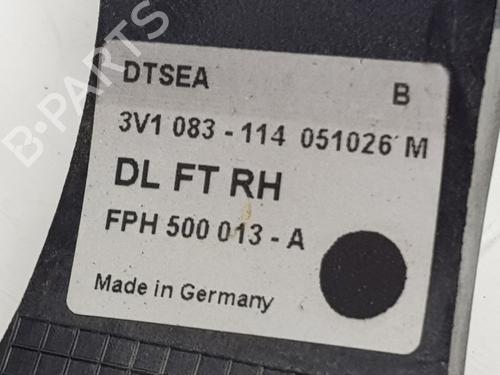 B-PARTS
DTSEA B
3V1 083 - 114 051026 M
DL FT RH
FPH 500 013 - A
Made in Germany